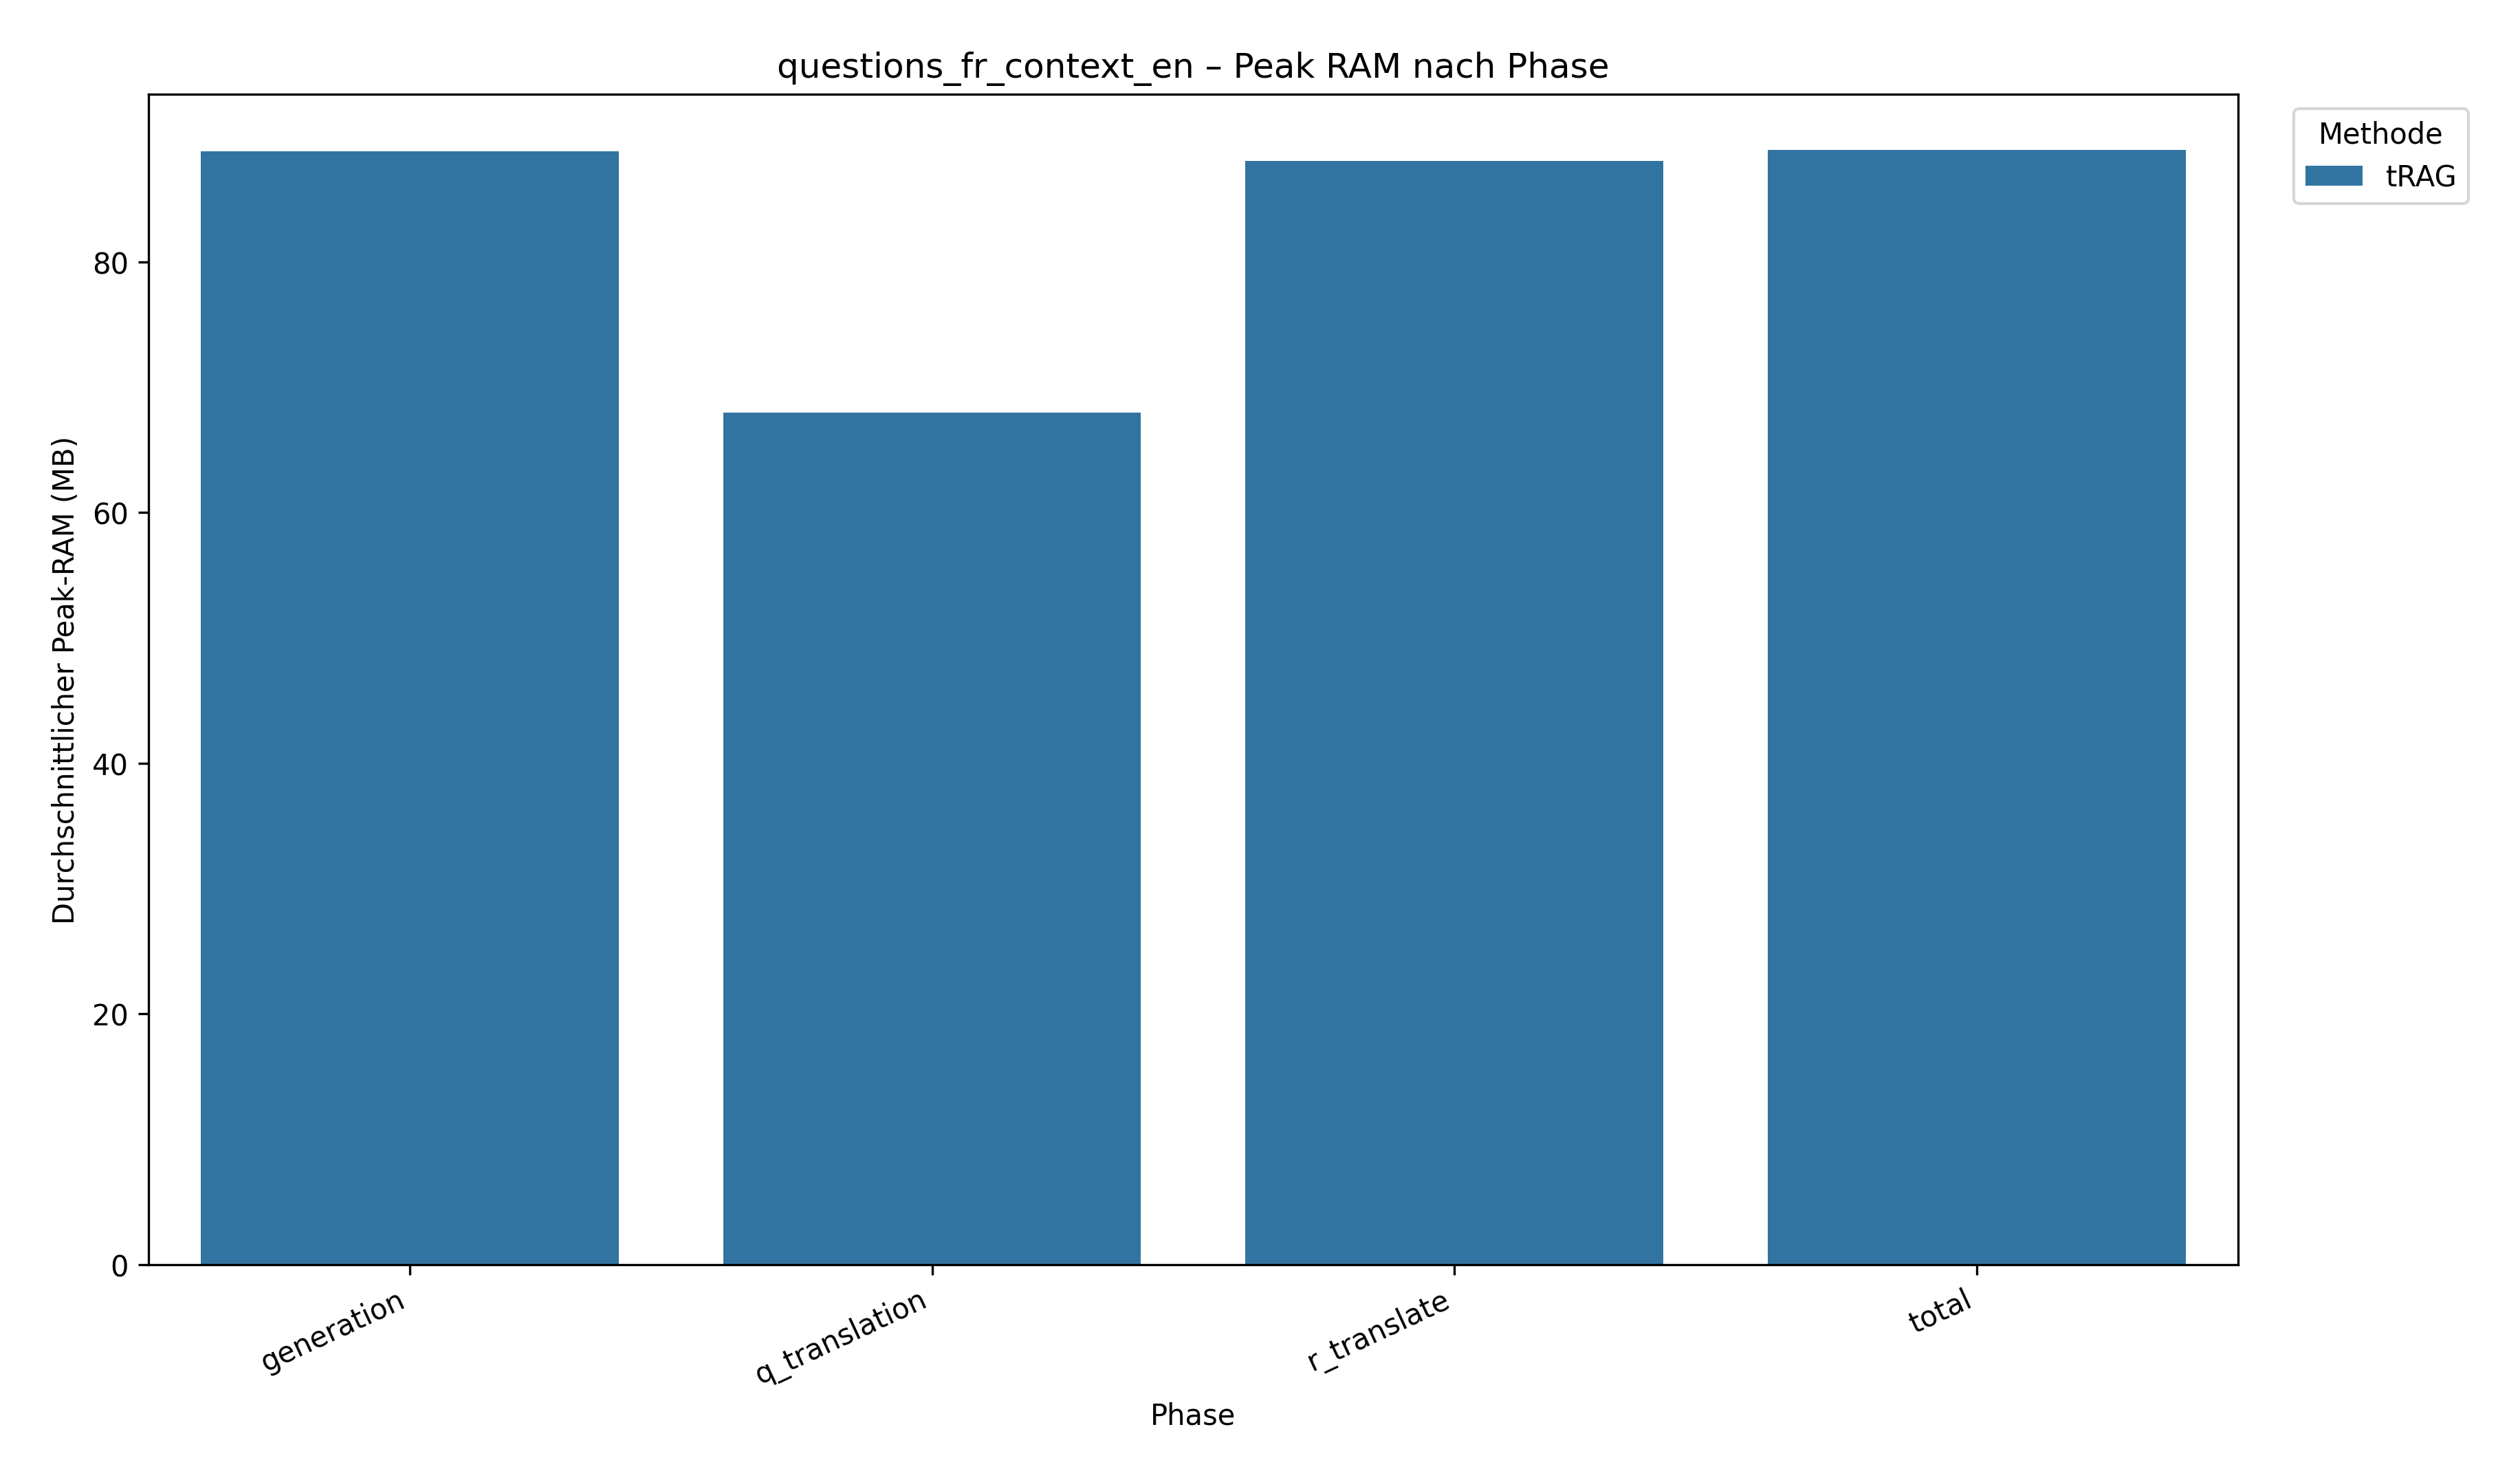 questions_fr_context_en – Peak RAM nach Phase
Methode
tRAG
Durchschnittlicher Peak-RAM (MB)
80
60
40
20
0
generation
q_translation
r_translate
total
Phase